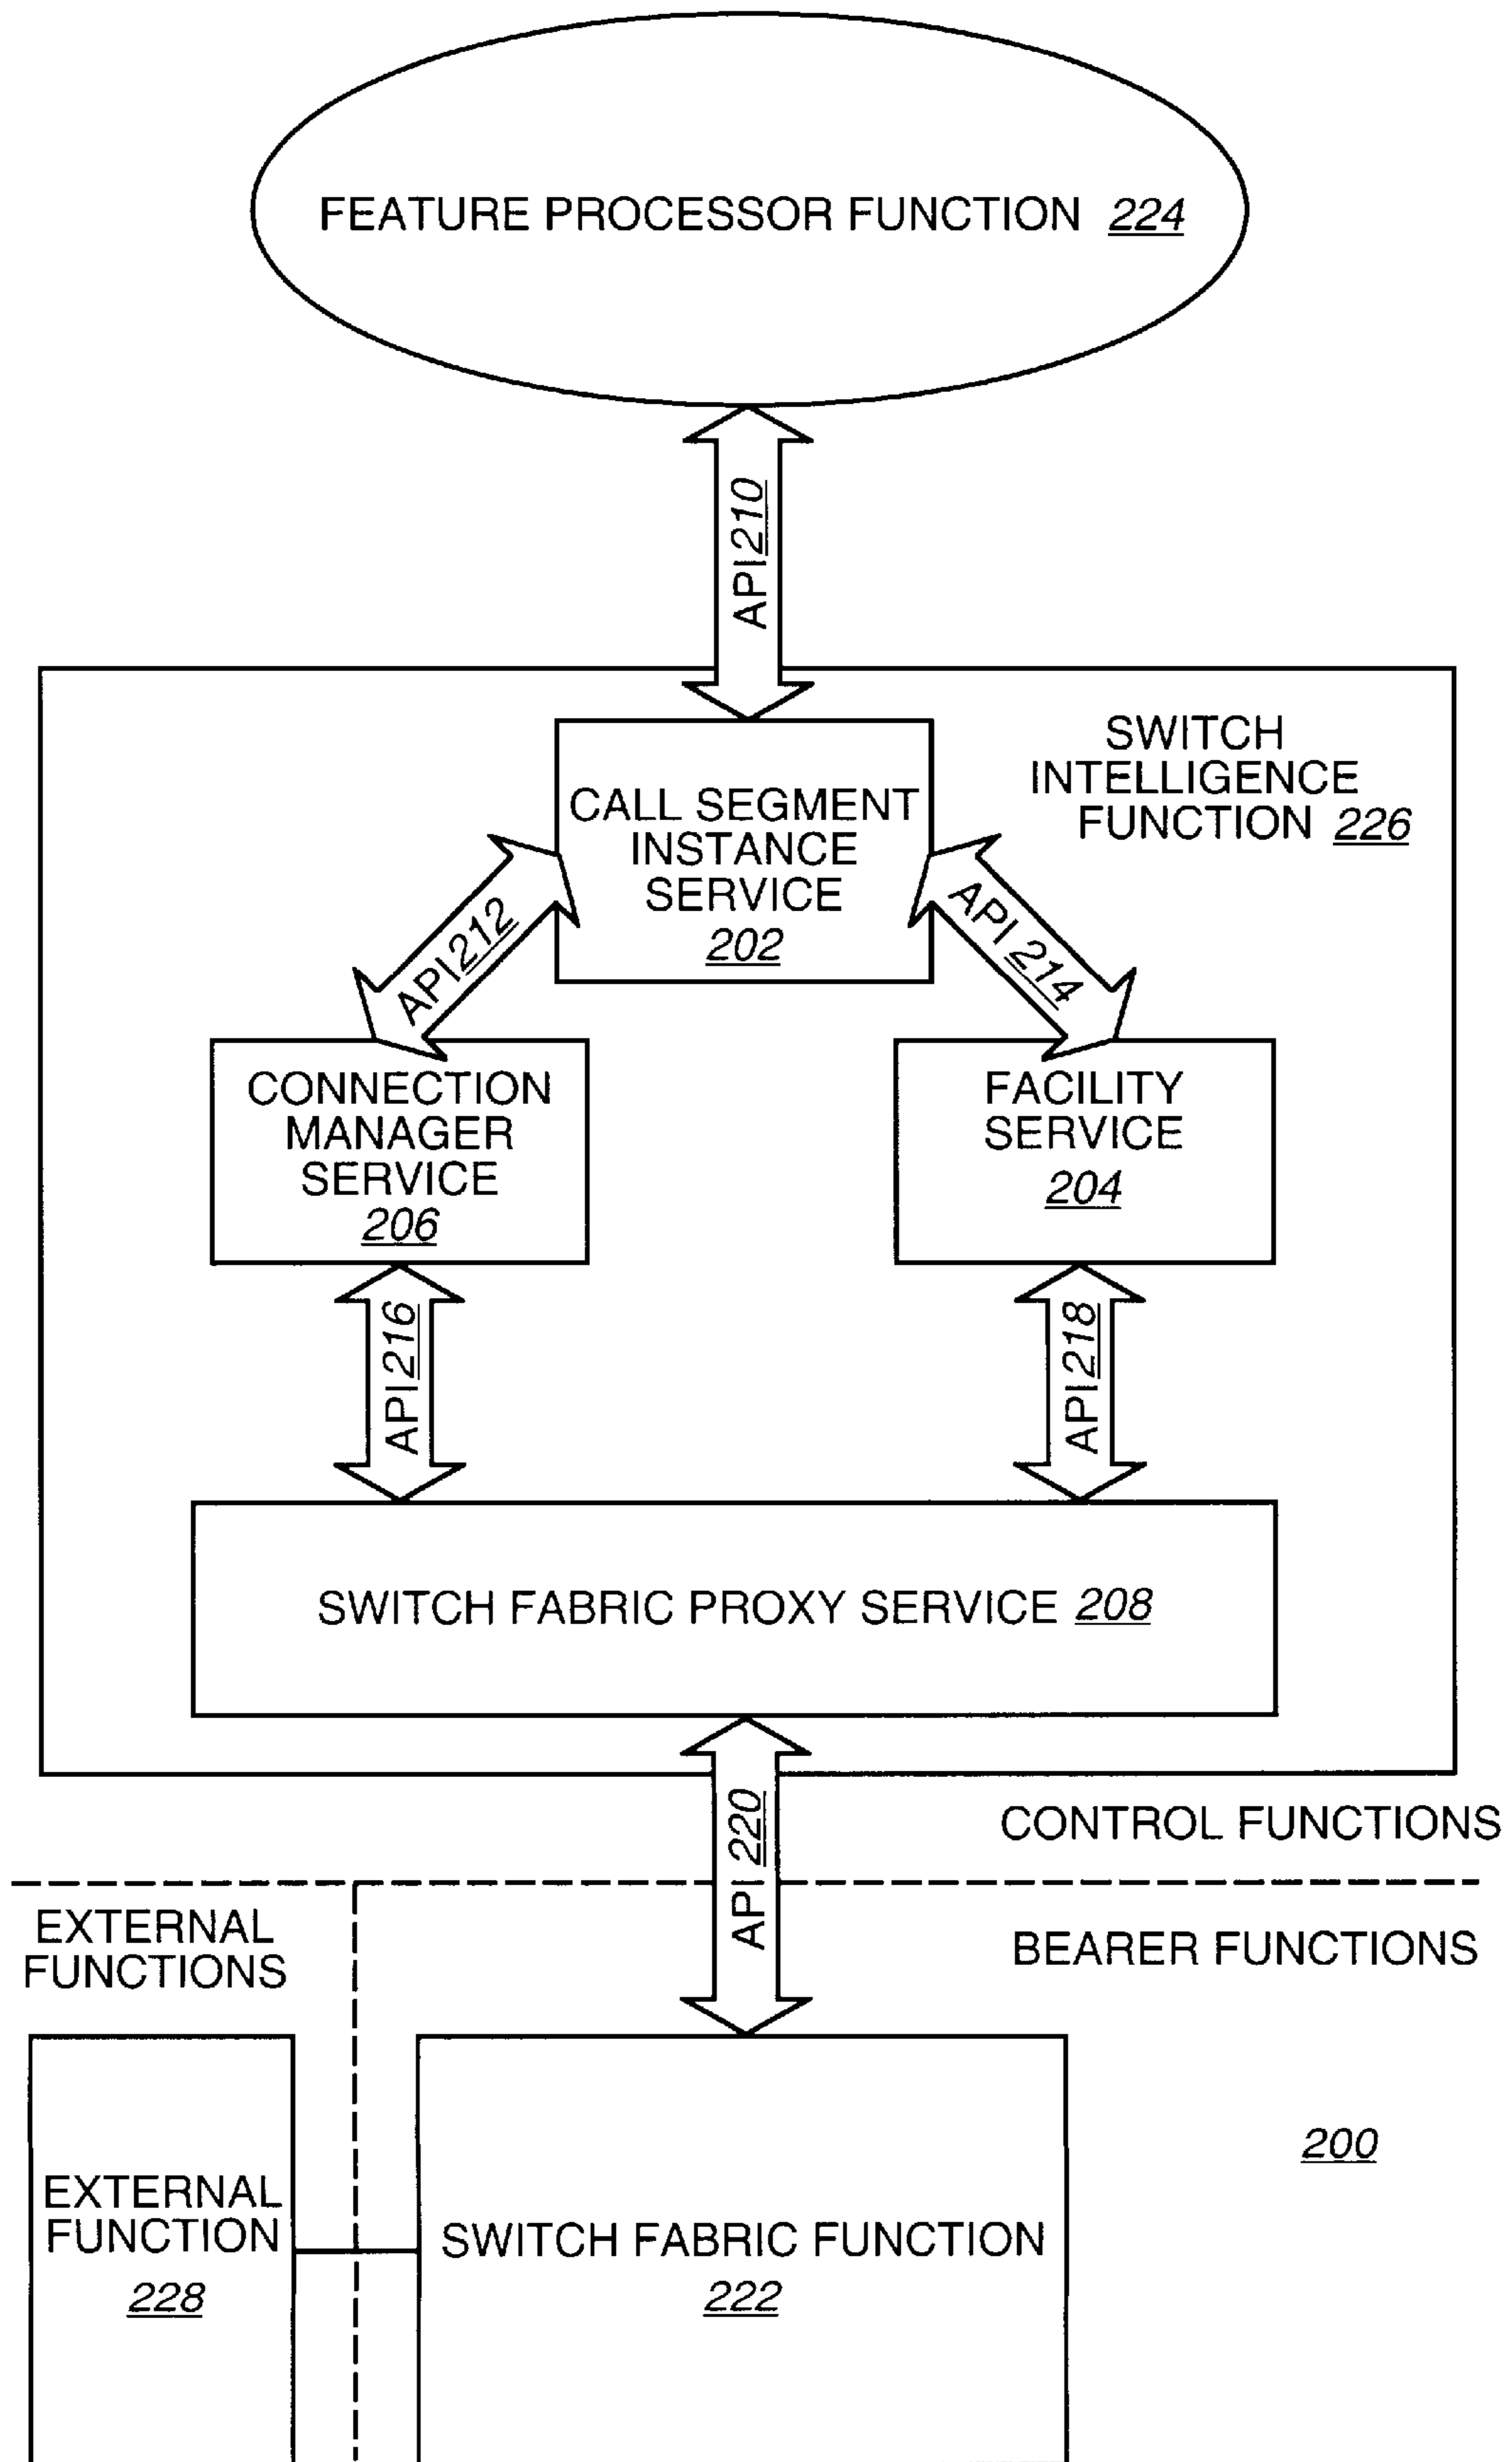 FEATURE PROCESSOR FUNCTION 224
API 210
SWITCH
INTELLIGENCE
FUNCTION 226
CALL SEGMENT
INSTANCE
SERVICE
202
API 212
API 214
CONNECTION
MANAGER
SERVICE
206
FACILITY
SERVICE
204
API 216
API 218
SWITCH FABRIC PROXY SERVICE 208
API 220
CONTROL FUNCTIONS
EXTERNAL
FUNCTIONS
BEARER FUNCTIONS
200
EXTERNAL
FUNCTION
228
SWITCH FABRIC FUNCTION
222